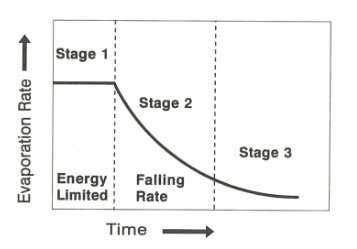 Evaporation Rate
Stage 1
Stage 2
Stage 3
Energy
Limited
Falling
Rate
Time